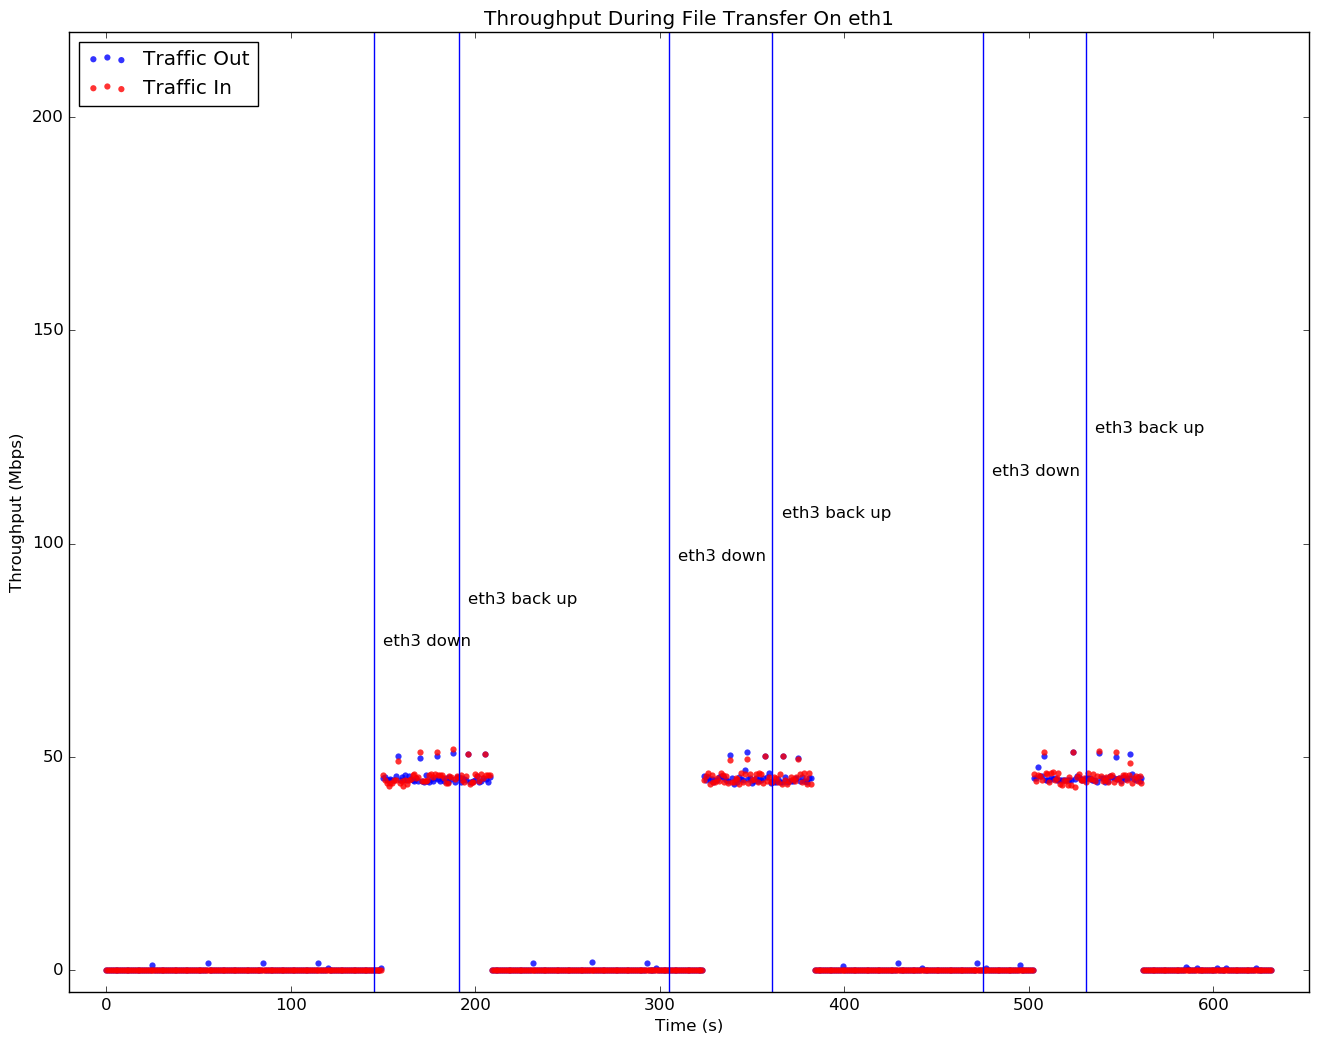 Throughput During File Transfer On eth1
Traffic Out
Traffic In
200
150
100
50
0
Throughput (Mbps)
eth3 back up
eth3 down
eth3 back up
eth3 down
eth3 back up
eth3 down
0 100 200 300 400 500 600
Time (s)